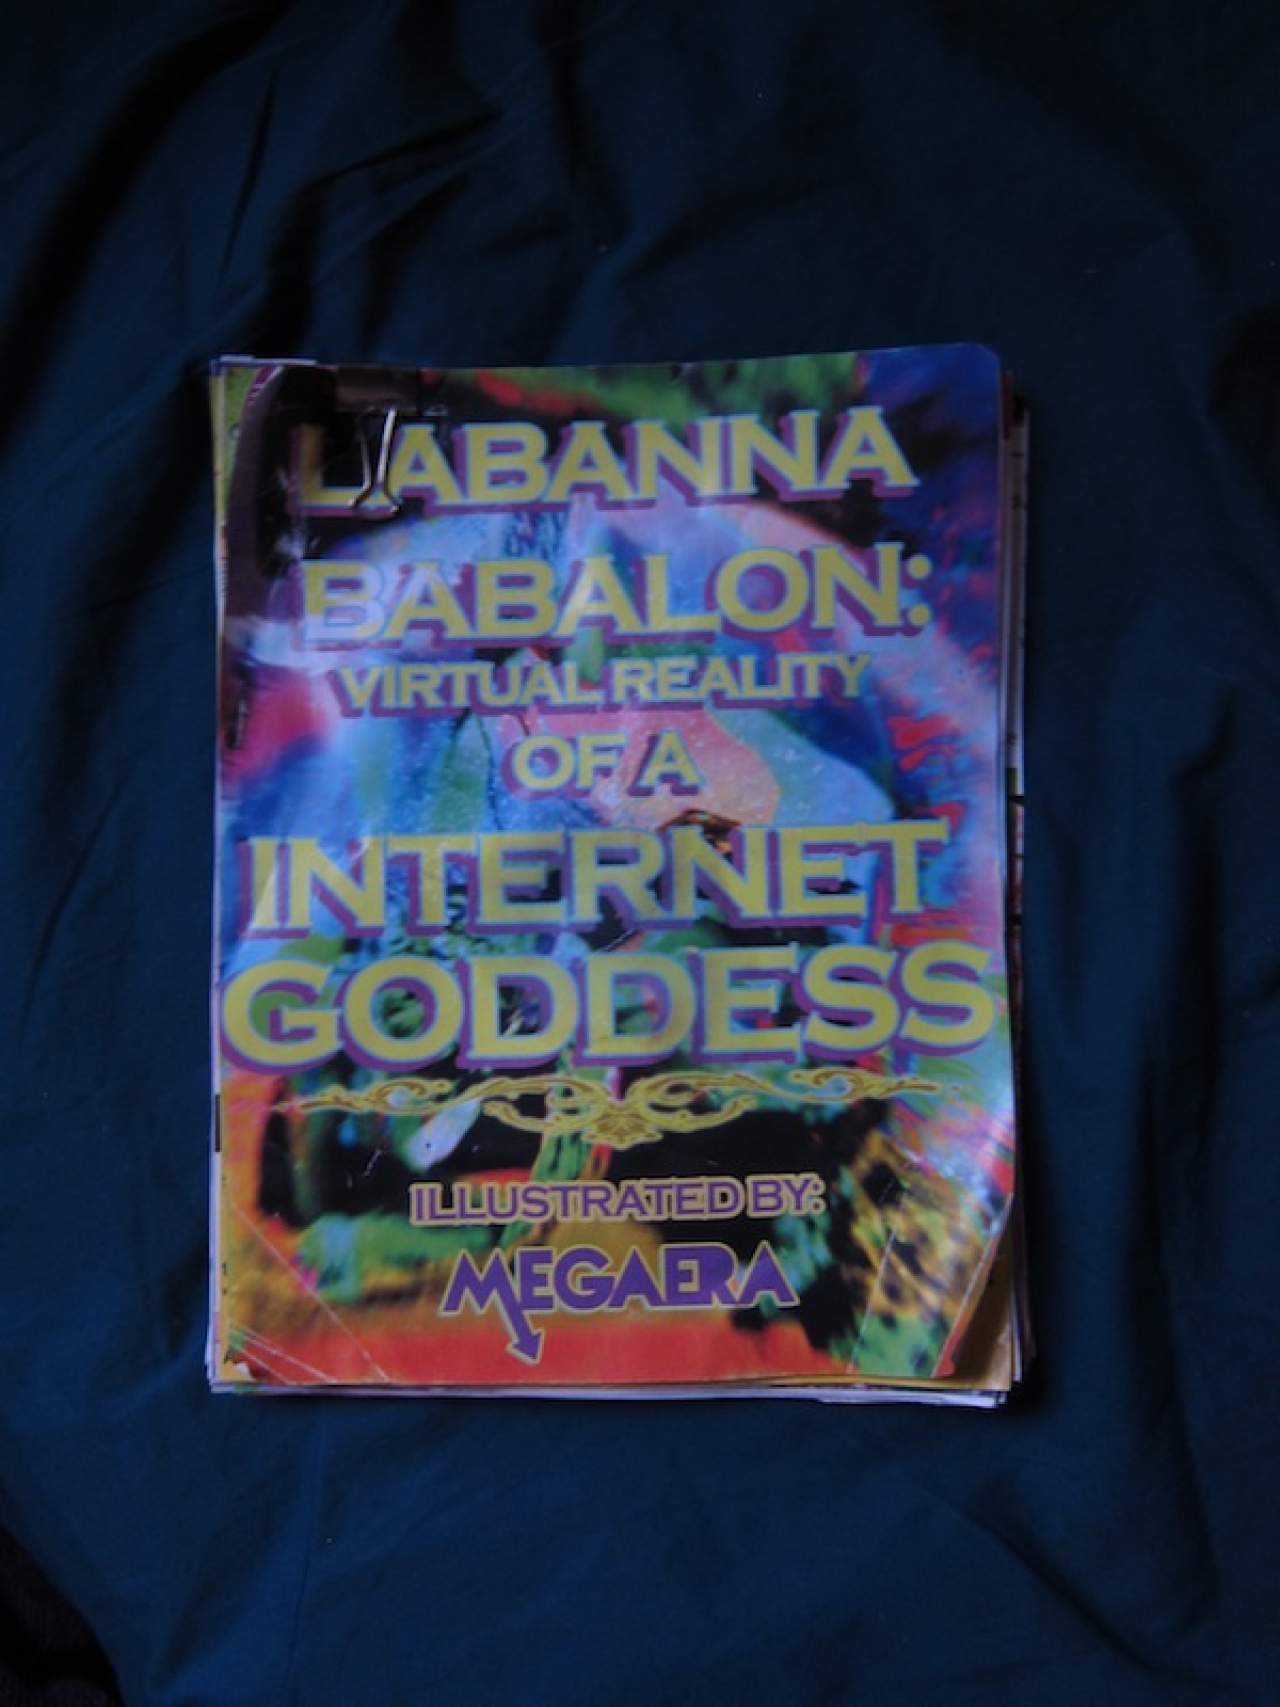 LABANNA
BABALON:
VIRTUAL REALITY
OF A
INTERNET
GODDESS
ILLUSTRATED BY:
MEGAERA